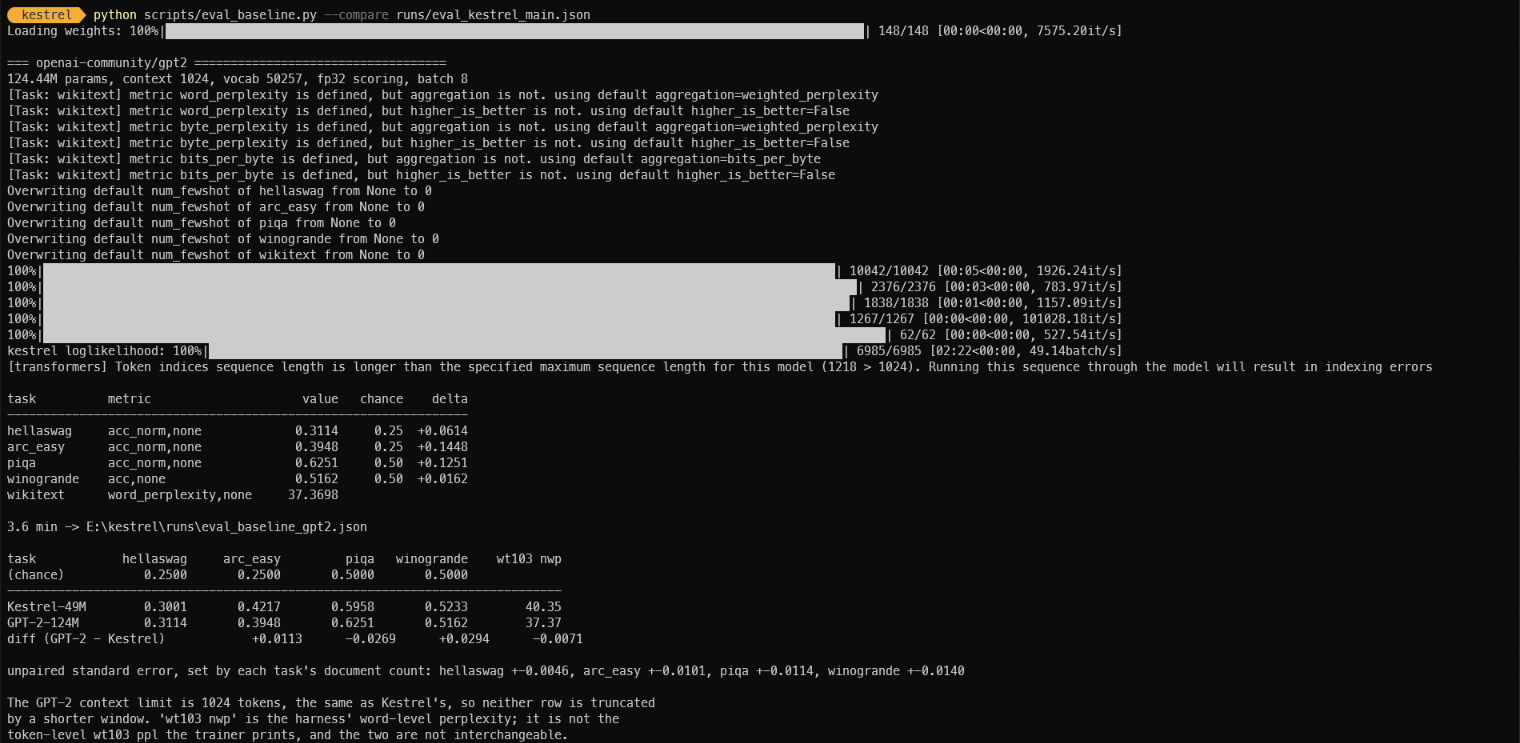 kestrel python scripts/eval_baseline.py --compare runs/eval_kestrel_main.json
Loading weights: 100%| | 148/148 [00:00<00:00, 7575.20it/s]
=== openai-community/gpt2 ===================================
124.44M params, context 1024, vocab 50257, fp32 scoring, batch 8
[Task: wikitext] metric word_perplexity is defined, but aggregation is not. using default aggregation=weighted_perplexity
[Task: wikitext] metric word_perplexity is defined, but higher_is_better is not. using default higher_is_better=False
[Task: wikitext] metric byte_perplexity is defined, but aggregation is not. using default aggregation=weighted_perplexity
[Task: wikitext] metric byte_perplexity is defined, but higher_is_better is not. using default higher_is_better=False
[Task: wikitext] metric bits_per_byte is defined, but aggregation is not. using default aggregation=bits_per_byte
[Task: wikitext] metric bits_per_byte is defined, but higher_is_better is not. using default higher_is_better=False
Overwriting default num_fewshot of hellaswag from None to 0
Overwriting default num_fewshot of arc_easy from None to 0
Overwriting default num_fewshot of piqa from None to 0
Overwriting default num_fewshot of winogrande from None to 0
Overwriting default num_fewshot of wikitext from None to 0
100%| | 10042/10042 [00:05<00:00, 1926.24it/s]
100%| | 2376/2376 [00:03<00:00, 783.97it/s]
100%| | 1838/1838 [00:01<00:00, 1157.09it/s]
100%| | 1267/1267 [00:00<00:00, 101028.18it/s]
100%| | 62/62 [00:00<00:00, 527.54it/s]
kestrel loglikelihood: 100%| | 6985/6985 [02:22<00:00, 49.14batch/s]
[transformers] Token indices sequence length is longer than the specified maximum sequence length for this model (1218 > 1024). Running this sequence through the model will result in indexing errors
task metric value chance delta
----------------------------------------------------------------
hellaswag acc_norm,none 0.3114 0.25 +0.0614
arc_easy acc_norm,none 0.3948 0.25 +0.1448
piqa acc_norm,none 0.6251 0.50 +0.1251
winogrande acc,none 0.5162 0.50 +0.0162
wikitext word_perplexity,none 37.3698
3.6 min -> E:\kestrel\runs\eval_baseline_gpt2.json
task hellaswag arc_easy piqa winogrande wt103 nwp
(chance) 0.2500 0.2500 0.5000 0.5000
-----------------------------------------------------------------------------
Kestrel-49M 0.3001 0.4217 0.5958 0.5233 40.35
GPT-2-124M 0.3114 0.3948 0.6251 0.5162 37.37
diff (GPT-2 - Kestrel) +0.0113 -0.0269 +0.0294 -0.0071
unpaired standard error, set by each task's document count: hellaswag +-0.0046, arc_easy +-0.0101, piqa +-0.0114, winogrande +-0.0140
The GPT-2 context limit is 1024 tokens, the same as Kestrel's, so neither row is truncated
by a shorter window. 'wt103 nwp' is the harness' word-level perplexity; it is not the
token-level wt103 ppl the trainer prints, and the two are not interchangeable.